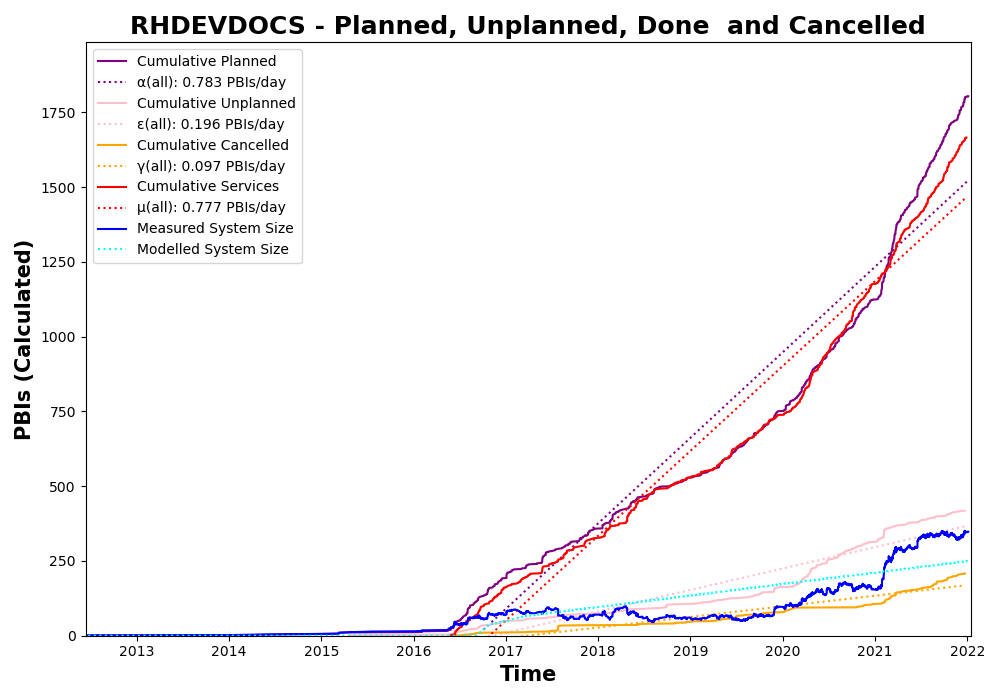 RHDEVDOCS - Planned, Unplanned, Done  and Cancelled
Cumulative Planned
α(all): 0.783 PBIs/day
Cumulative Unplanned
ε(all): 0.196 PBIs/day
Cumulative Cancelled
γ(all): 0.097 PBIs/day
Cumulative Services
μ(all): 0.777 PBIs/day
Measured System Size
Modelled System Size
PBIs (Calculated)
1750
1500
1250
1000
750
500
250
0
2013 2014 2015 2016 2017 2018 2019 2020 2021 2022
Time